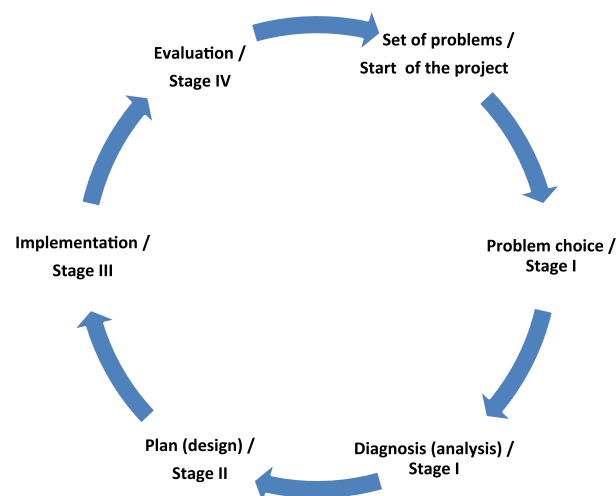 Set of problems /
Start of the project
Problem choice /
Stage I
Diagnosis (analysis) /
Stage I
Plan (design) /
Stage II
Implementation /
Stage III
Evaluation /
Stage IV